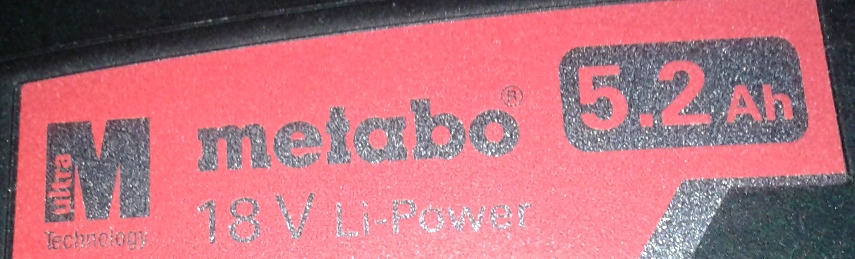 ultra M
Technology
metabo®
18 V Li-Power
5.2 Ah